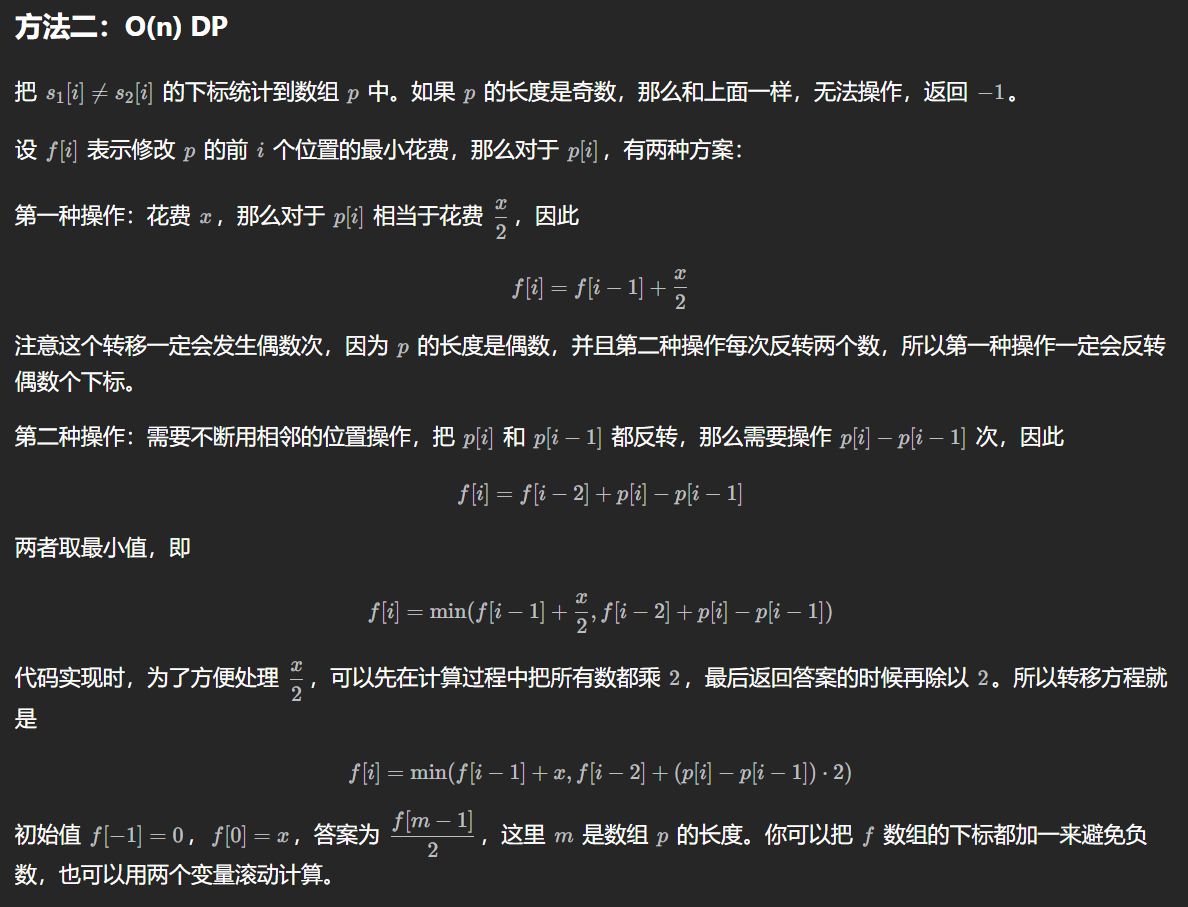 方法二：O(n) DP
把 s₁[i] ≠ s₂[i] 的下标统计到数组 p 中。如果 p 的长度是奇数，那么和上面一样，无法操作，返回 −1。
设 f[i] 表示修改 p 的前 i 个位置的最小花费，那么对于 p[i]，有两种方案：
第一种操作：花费 x，那么对于 p[i] 相当于花费 x/2，因此
f[i] = f[i − 1] + x/2
注意这个转移一定会发生偶数次，因为 p 的长度是偶数，并且第二种操作每次反转两个数，所以第一种操作一定会反转
偶数个下标。
第二种操作：需要不断用相邻的位置操作，把 p[i] 和 p[i − 1] 都反转，那么需要操作 p[i] − p[i − 1] 次，因此
f[i] = f[i − 2] + p[i] − p[i − 1]
两者取最小值，即
f[i] = min(f[i − 1] + x/2, f[i − 2] + p[i] − p[i − 1])
代码实现时，为了方便处理 x/2，可以先在计算过程中把所有数都乘 2，最后返回答案的时候再除以 2。所以转移方程就
是
f[i] = min(f[i − 1] + x, f[i − 2] + (p[i] − p[i − 1]) · 2)
初始值 f[−1] = 0，f[0] = x，答案为 f[m − 1]/2，这里 m 是数组 p 的长度。你可以把 f 数组的下标都加一来避免负
数，也可以用两个变量滚动计算。